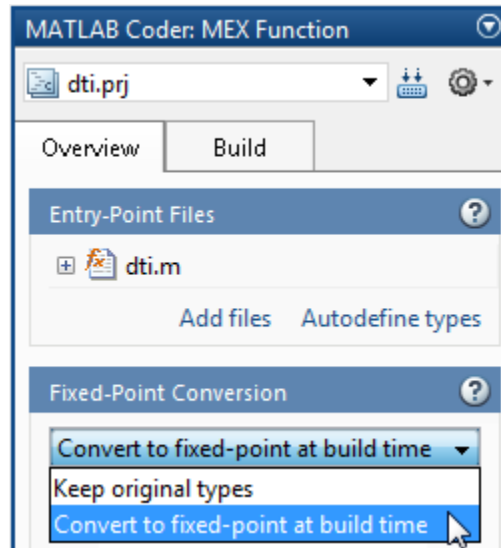 MATLAB Coder: MEX Function
dti.prj
Overview Build
Entry-Point Files ?
dti.m
Add files Autodefine types
Fixed-Point Conversion ?
Convert to fixed-point at build time
Keep original types
Convert to fixed-point at build time